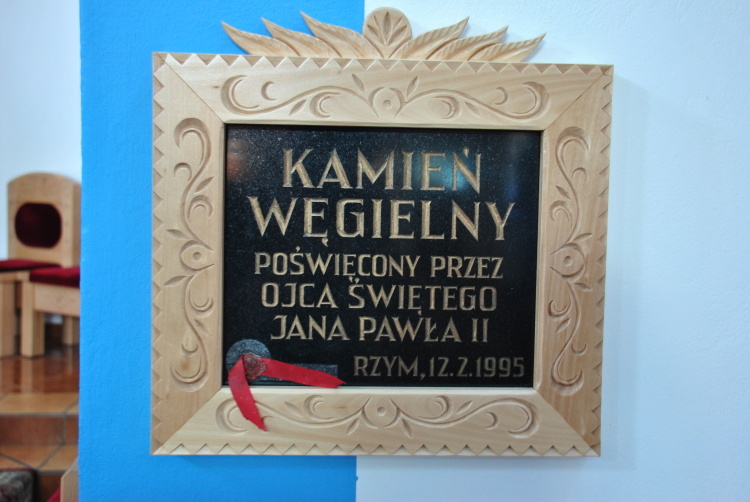 KAMIEŃ
WĘGIELNY
POŚWIĘCONY PRZEZ
OJCA ŚWIĘTEGO
JANA PAWŁA II
RZYM, 12.2.1995